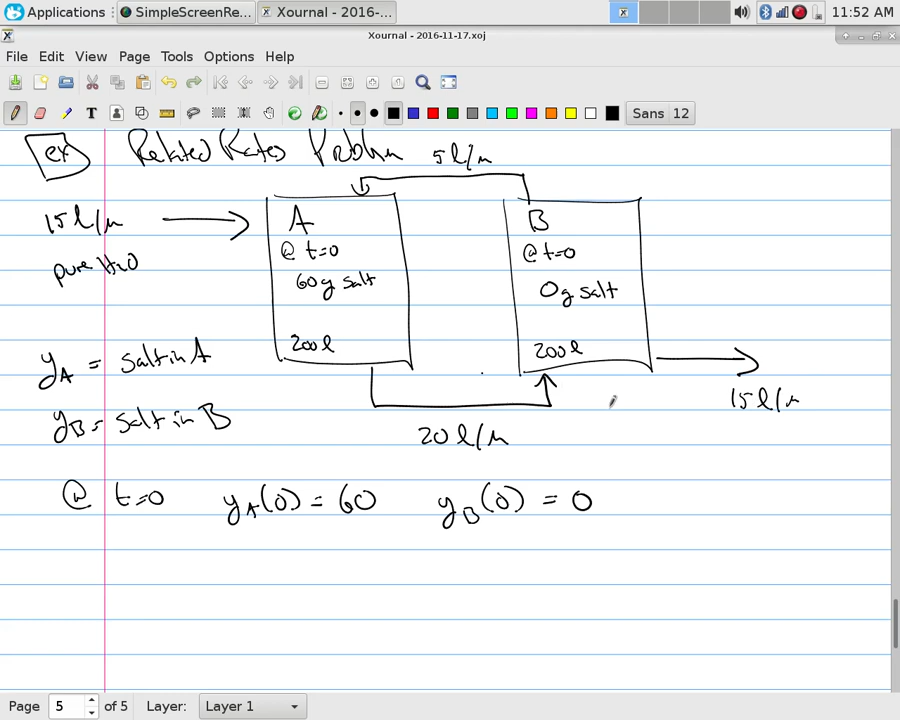 Applications SimpleScreenRe... Xournal - 2016-... 11:52 AM
Xournal - 2016-11-17.xoj
File Edit View Page Tools Options Help
Sans 12
ex Related Rates Problem 5 l/m
15 l/m
pure H2O
A
@ t=0
60g salt
200 l
B
@ t=0
0g salt
200 l
15 l/m
20 l/m
yA = salt in A
yB = salt in B
@ t=0 yA(0) = 60 yB(0) = 0
Page 5 of 5 Layer: Layer 1